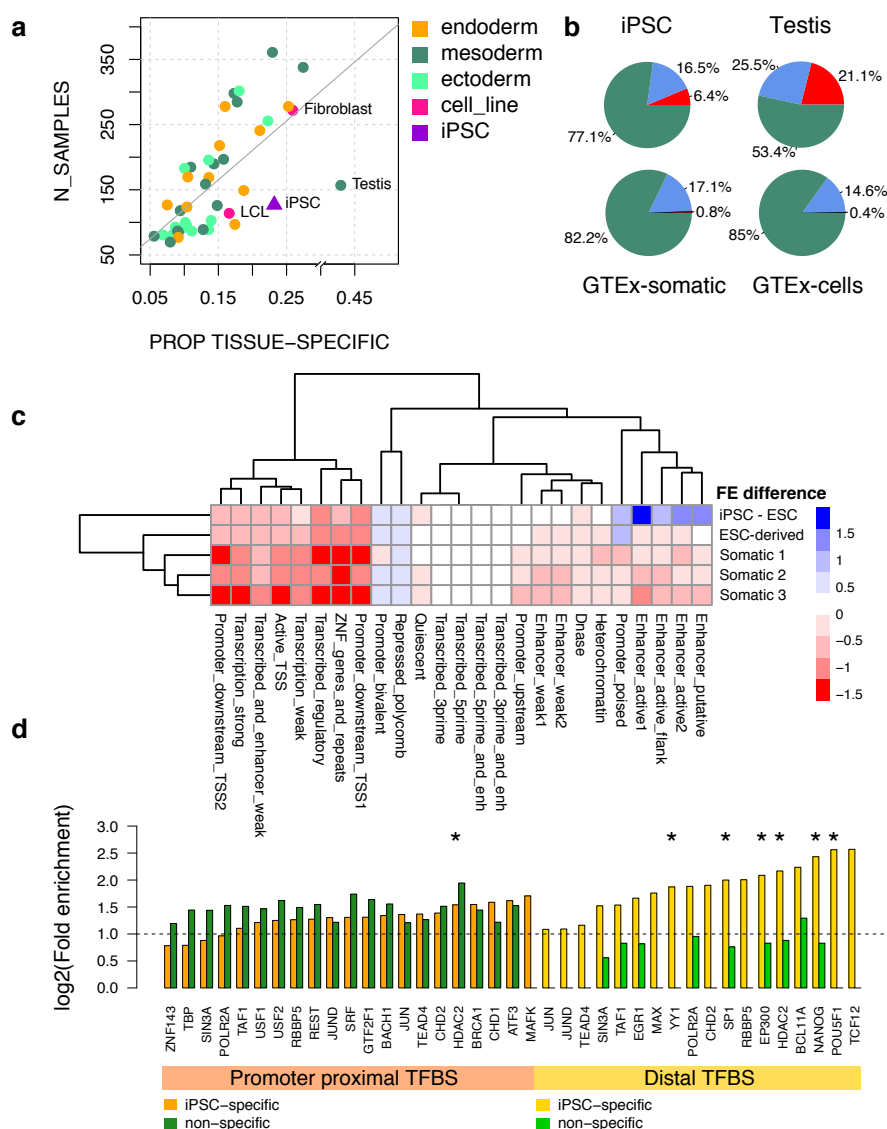 a
N_SAMPLES
350
250
150
50
0.05
0.15
0.25
0.45
PROP TISSUE−SPECIFIC
Fibroblast
Testis
iPSC
LCL
endoderm
mesoderm
ectoderm
cell_line
iPSC
b
iPSC
Testis
16.5%
6.4%
77.1%
25.5%
21.1%
53.4%
17.1%
0.8%
82.2%
14.6%
0.4%
85%
GTEx-somatic
GTEx-cells
c
FE difference
iPSC - ESC
ESC-derived
Somatic 1
Somatic 2
Somatic 3
1.5
1
0.5
0
−0.5
−1
−1.5
Promoter_downstream_TSS2
Transcription_strong
Transcribed_and_enhancer_weak
Active_TSS
Transcription_weak
Transcribed_regulatory
ZNF_genes_and_repeats
Promoter_downstream_TSS1
Promoter_bivalent
Repressed_polycomb
Quiescent
Transcribed_3prime
Transcribed_5prime
Transcribed_5prime_and_enh
Transcribed_3prime_and_enh
Promoter_upstream
Enhancer_weak1
Enhancer_weak2
Dnase
Heterochromatin
Promoter_poised
Enhancer_active1
Enhancer_active_flank
Enhancer_active2
Enhancer_putative
d
log2(Fold enrichment)
3.0
2.5
2.0
1.5
1.0
0.5
0.0
* * * * * * *
ZNF143
TBP
SIN3A
POLR2A
TAF1
USF1
USF2
RBBP5
REST
JUND
SRF
GTF2F1
BACH1
JUN
TEAD4
CHD2
HDAC2
BRCA1
CHD1
ATF3
MAFK
JUN
JUND
TEAD4
SIN3A
TAF1
EGR1
MAX
YY1
POLR2A
CHD2
SP1
RBBP5
EP300
HDAC2
BCL11A
NANOG
POU5F1
TCF12
Promoter proximal TFBS
Distal TFBS
iPSC-specific
non-specific
iPSC-specific
non-specific